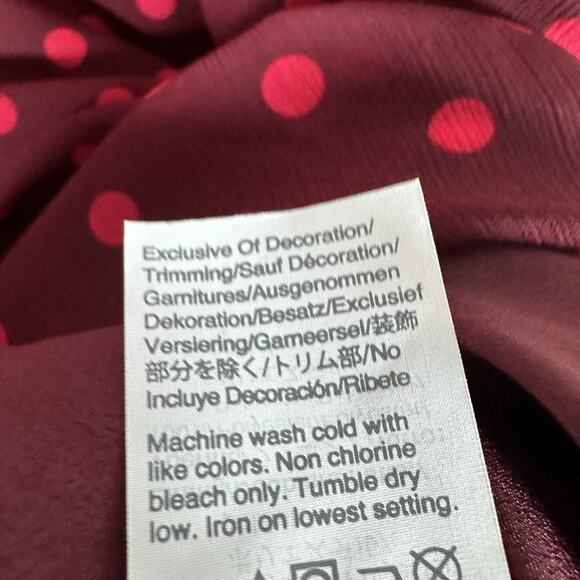 Exclusive Of Decoration/
Trimming/Sauf Décoration/
Garnitures/Ausgenommen
Dekoration/Besatz/Exclusief
Versiering/Garneersel/装飾
部分を除く/トリム部/No
Incluye Decoración/Ribete
Machine wash cold with
like colors. Non chlorine
bleach only. Tumble dry
low. Iron on lowest setting.